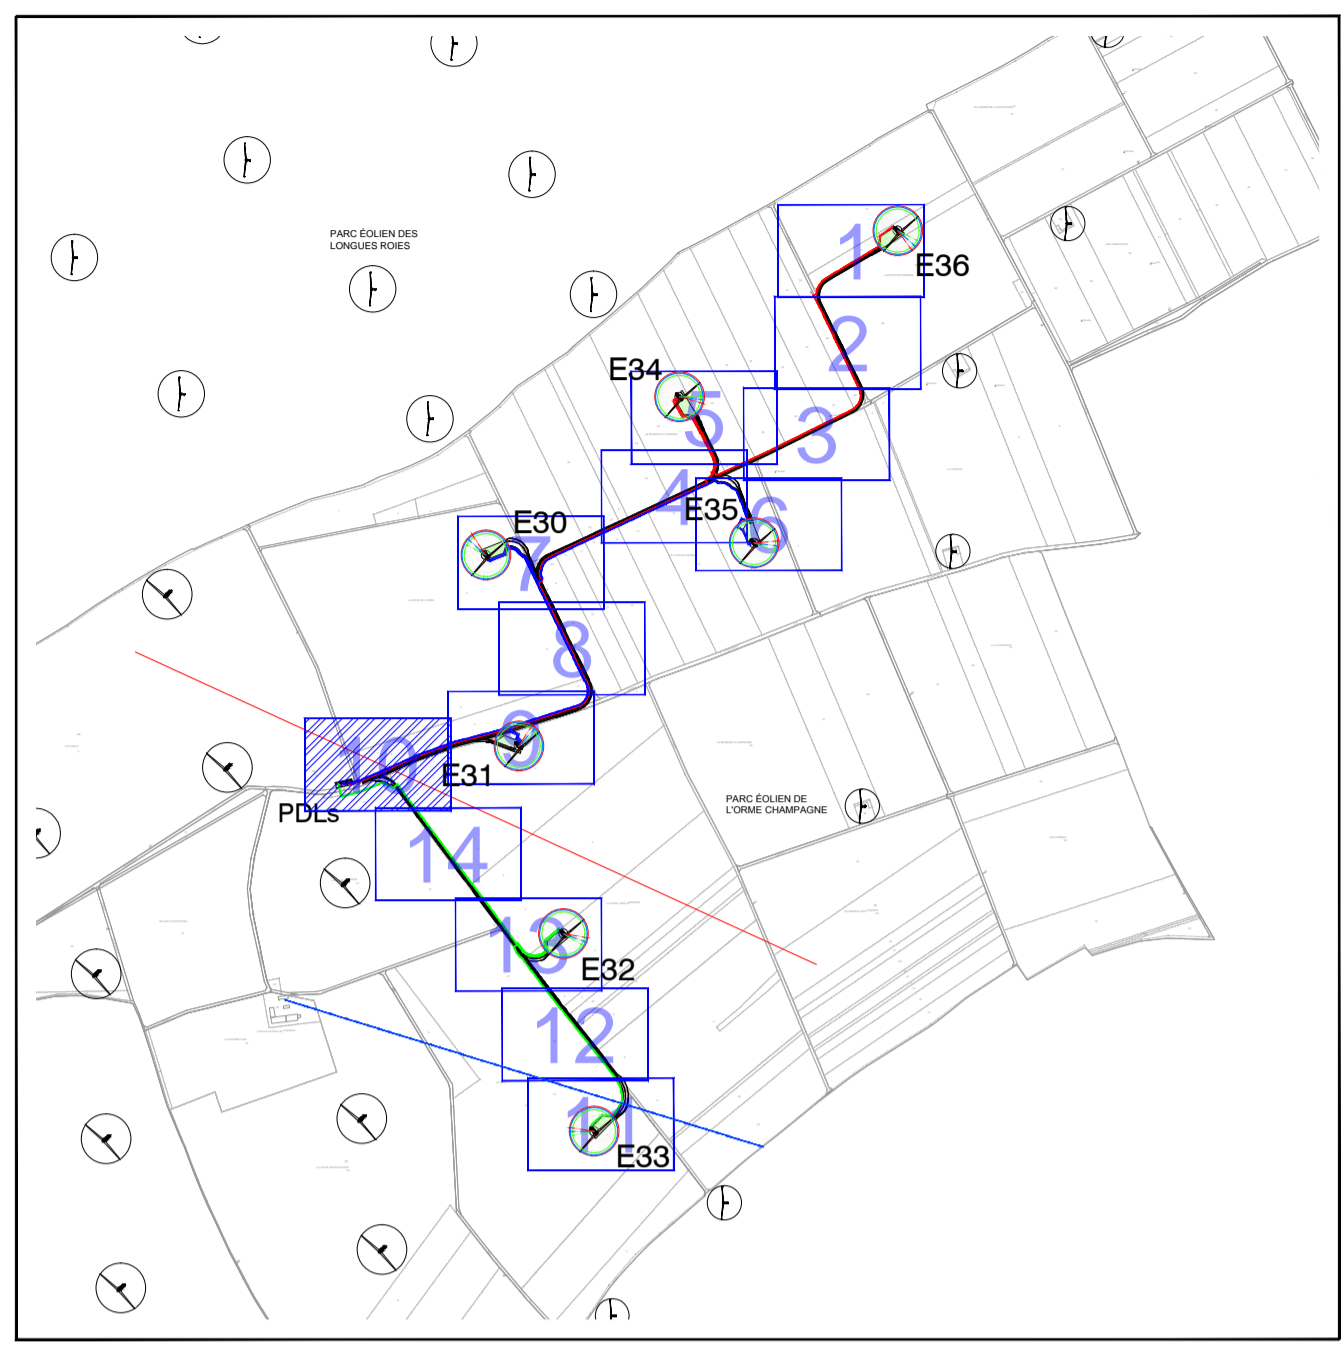 PARC ÉOLIEN DES
LONGUES ROIES
1
E36
2
E34
5
3
4
E35
6
E30
7
8
9
10
E31
PDLs
PARC ÉOLIEN DE
L'ORME CHAMPAGNE
14
13
E32
12
11
E33